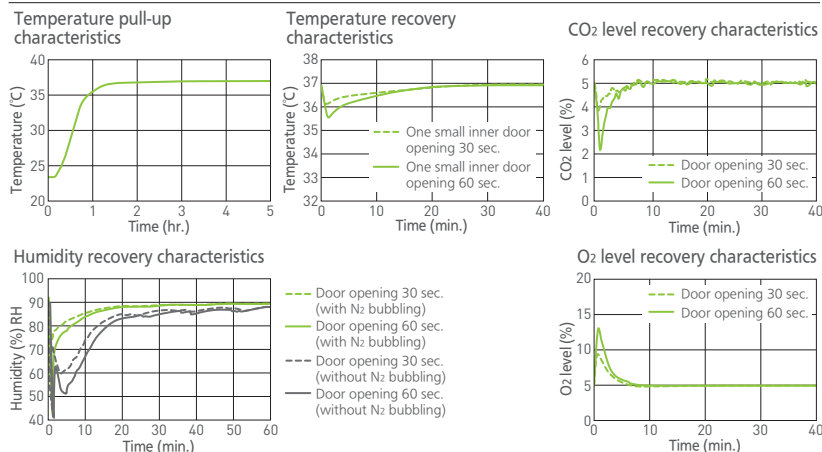 Temperature pull-up
characteristics
40
35
30
25
20
Temperature (℃)
0 1 2 3 4 5
Time (hr.)
Temperature recovery
characteristics
38
37
36
35
34
33
32
Temperature (℃)
One small inner door
opening 30 sec.
One small inner door
opening 60 sec.
0 10 20 30 40
Time (min.)
CO2 level recovery characteristics
6
5
4
3
2
1
0
CO2 level (%)
Door opening 30 sec.
Door opening 60 sec.
0 10 20 30 40
Time (min.)
Humidity recovery characteristics
100
90
80
70
60
50
40
Humidity (%) RH
0 10 20 30 40 50 60
Time (min.)
Door opening 30 sec.
(with N2 bubbling)
Door opening 60 sec.
(with N2 bubbling)
Door opening 30 sec.
(without N2 bubbling)
Door opening 60 sec.
(without N2 bubbling)
O2 level recovery characteristics
20
15
10
5
0
O2 level (%)
Door opening 30 sec.
Door opening 60 sec.
0 10 20 30 40
Time (min.)